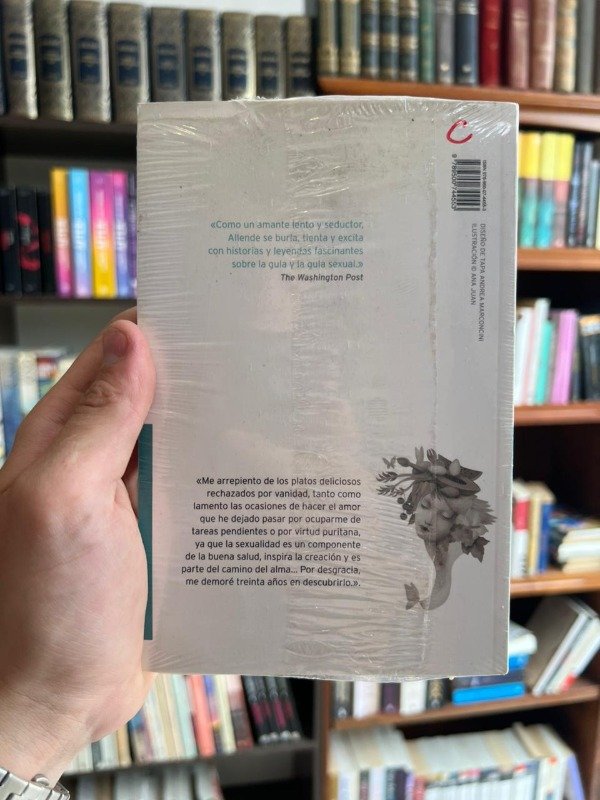 «Como un amante lento y seductor,
Allende se burla, tienta y excita
con historias y leyendas fascinantes
sobre la gula y la gula sexual.»
The Washington Post
DISEÑO DE TAPA ANDREA MARCONCINI
ILUSTRACIÓN © ANA JUAN
«Me arrepiento de los platos deliciosos
rechazados por vanidad, tanto como
lamento las ocasiones de hacer el amor
que he dejado pasar por ocuparme de
tareas pendientes o por virtud puritana,
ya que la sexualidad es un componente
de la buena salud, inspira la creación y es
parte del camino del alma... Por desgracia,
me demoré treinta años en descubrirlo.».